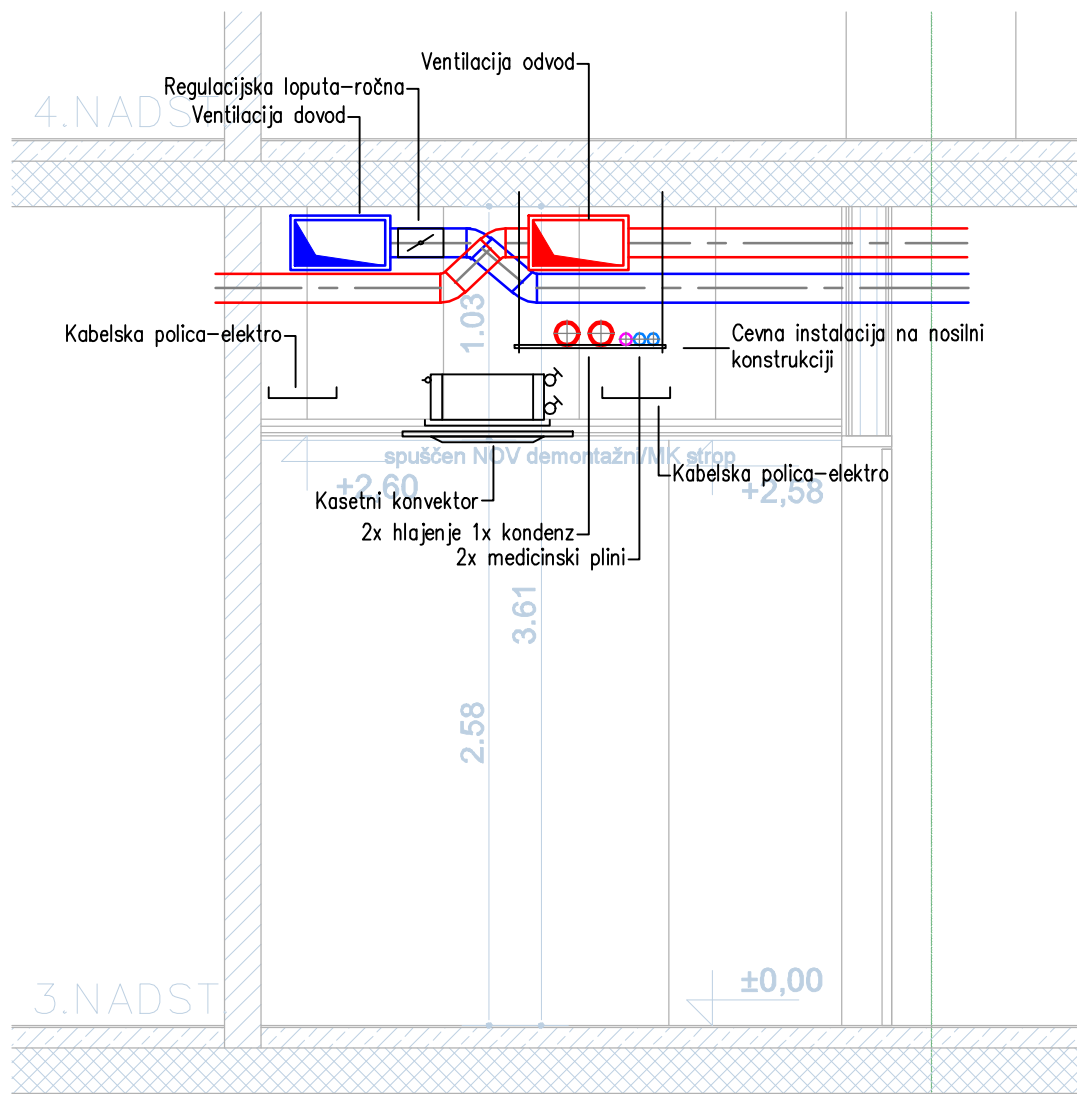 Ventilacija odvod
Regulacijska loputa-ročna
4.NADST.
Ventilacija dovod
1.03
Kabelska polica-elektro
Cevna instalacija na nosilni
konstrukciji
spuščen NOV demontažni/MK strop
Kabelska polica-elektro
+2,60
+2,58
Kasetni konvektor
2x hlajenje 1x kondenz
2x medicinski plini
3.61
2.58
±0,00
3.NADST.